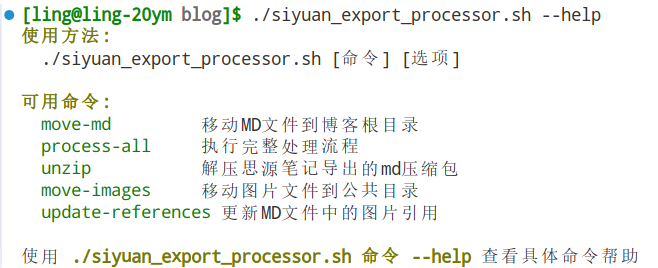 [ling@ling-20ym blog]$ ./siyuan_export_processor.sh --help
使用方法:
./siyuan_export_processor.sh [命令] [选项]
可用命令:
move-md 移动MD文件到博客根目录
process-all 执行完整处理流程
unzip 解压思源笔记导出的md压缩包
move-images 移动图片文件到公共目录
update-references 更新MD文件中的图片引用
使用 ./siyuan_export_processor.sh 命令 --help 查看具体命令帮助